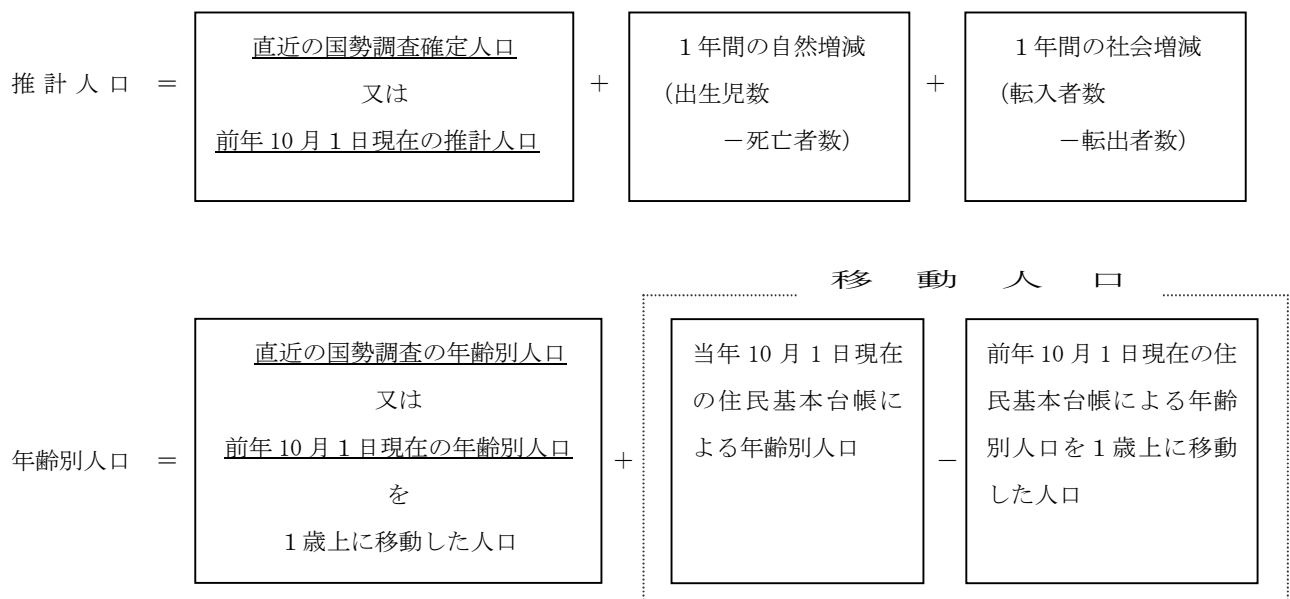 直近の国勢調査確定人口
又は
前年 10 月１日現在の推計人口
推 計 人 口 ＝
＋
１年間の自然増減
(出生児数
－死亡者数)
＋
１年間の社会増減
(転入者数
－転出者数)
移 動 人 口
年齢別人口 ＝
直近の国勢調査の年齢別人口
又は
前年 10 月１日現在の年齢別人口
を
１歳上に移動した人口
＋
当年 10 月 1 日現在
の住民基本台帳に
よる年齢別人口
－
前年 10 月 1 日現在の住
民基本台帳による年齢
別人口を１歳上に移動
した人口